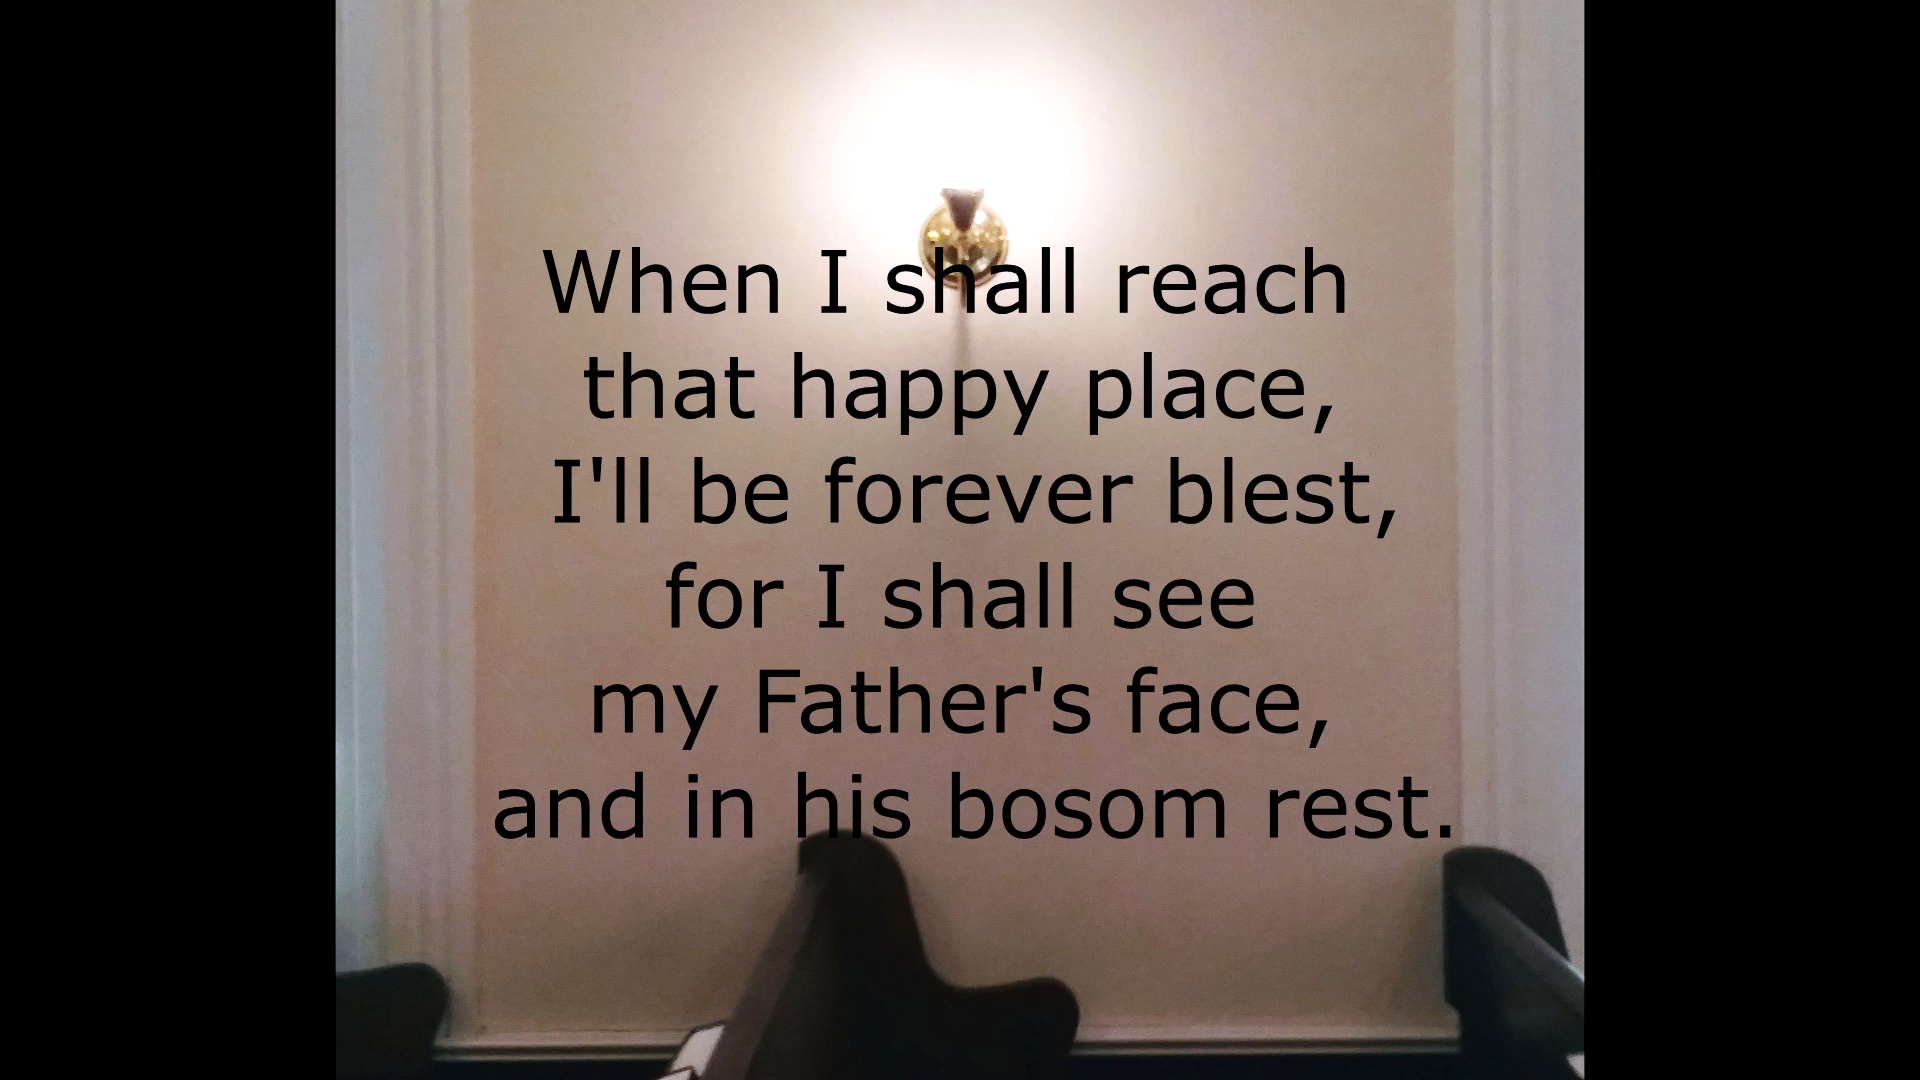 When I shall reach
that happy place,
I'll be forever blest,
for I shall see
my Father's face,
and in his bosom rest.